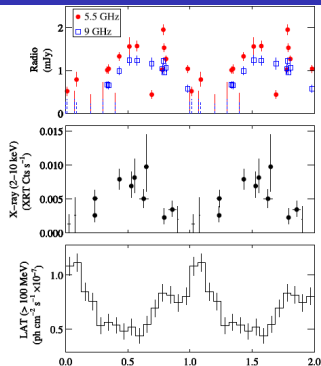 5.5 GHz
9 GHz
Radio
(mJy)
2
1
0
X-ray (2-10 keV)
(XRT Cts s⁻¹)
0.015
0.010
0.005
0.000
LAT (> 100 MeV)
(ph cm⁻² s⁻¹ ×10⁻⁷)
1.0
0.5
0.0 0.5 1.0 1.5 2.0